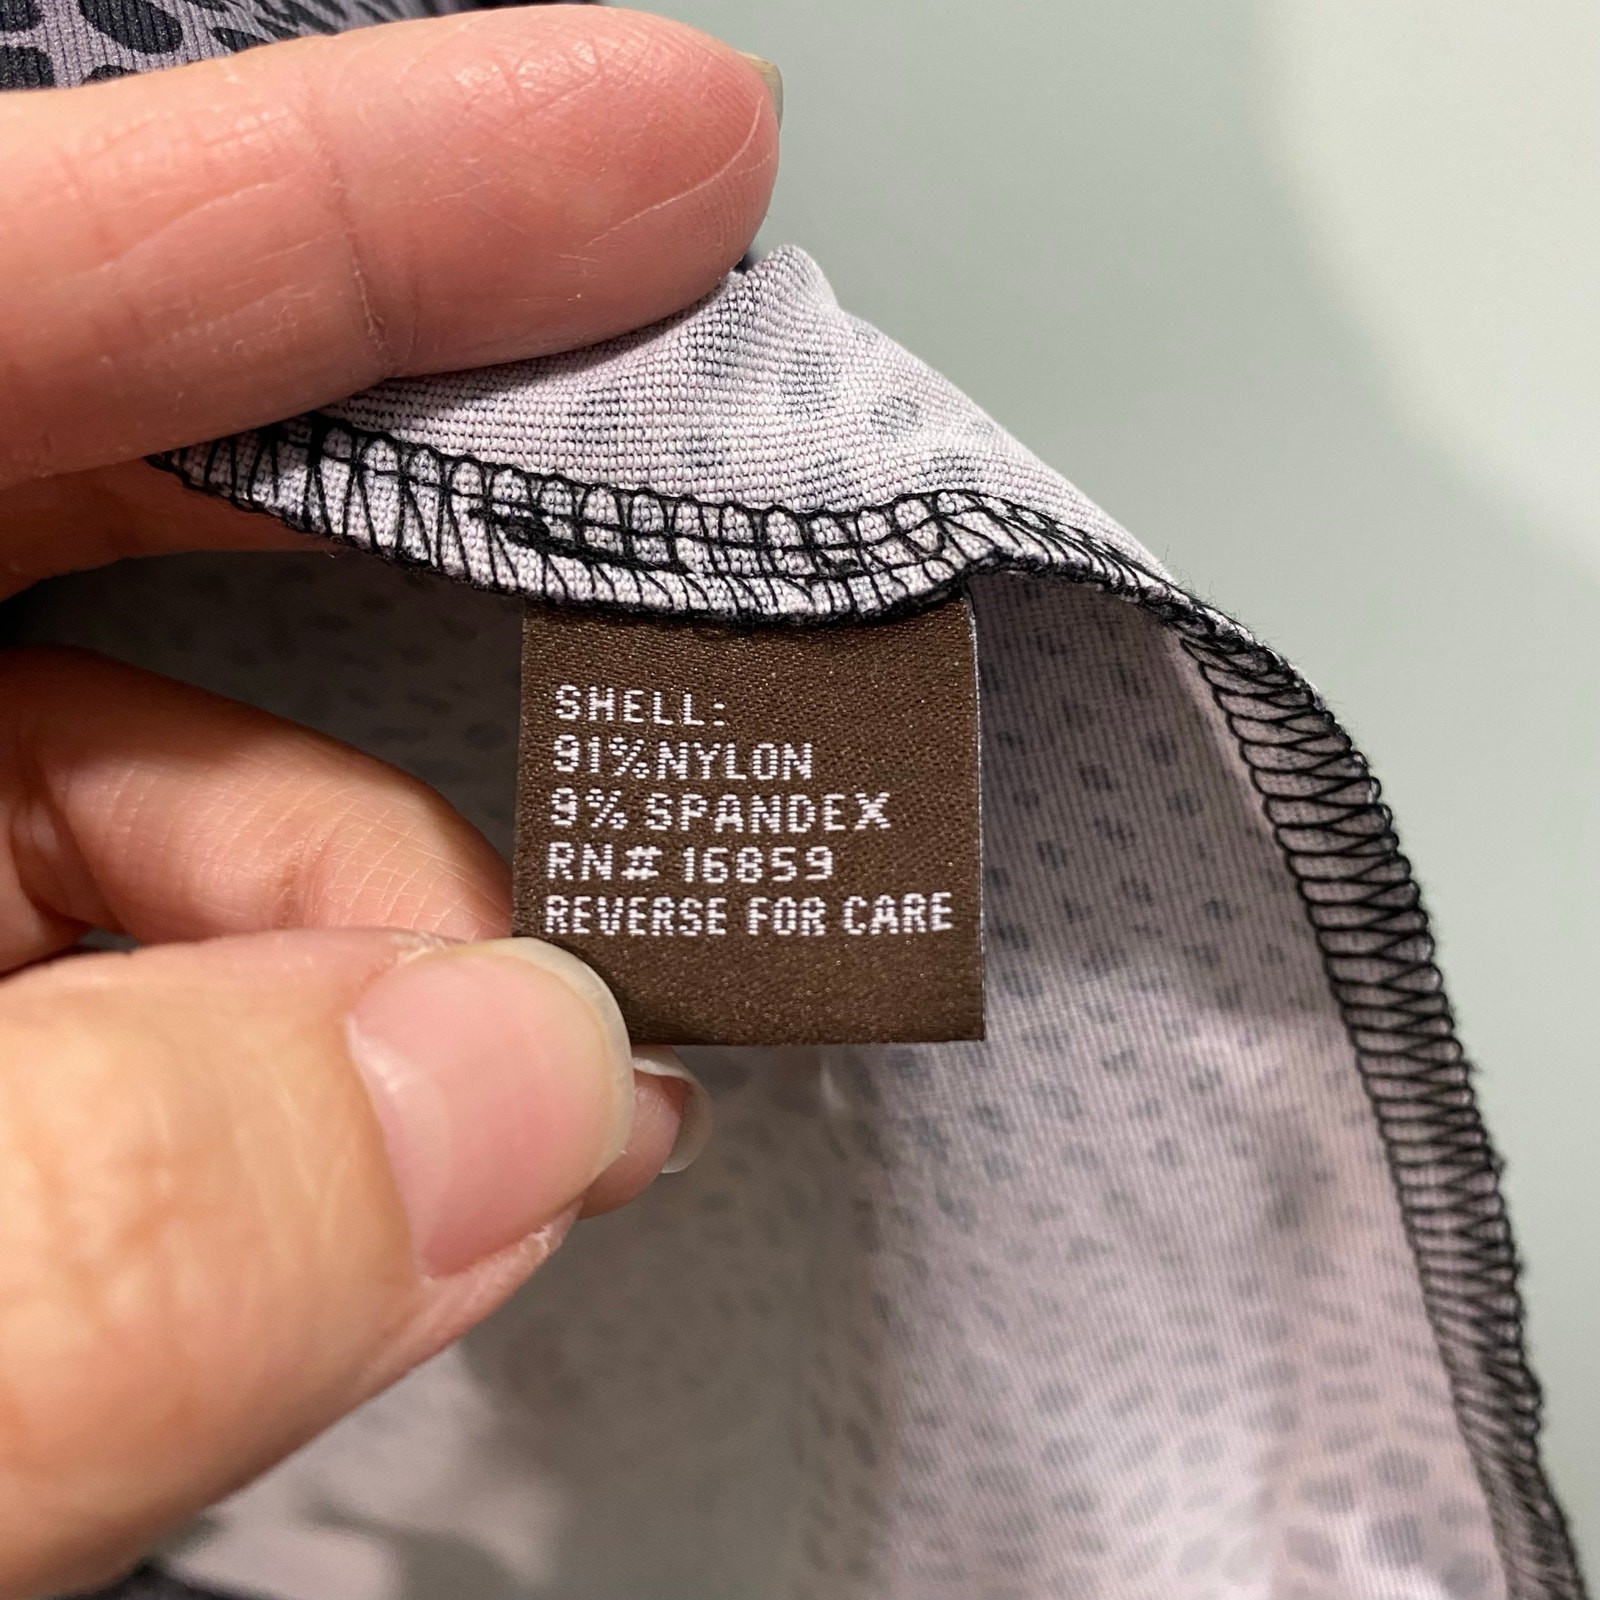 SHELL:
91%NYLON
9% SPANDEX
RN# 16859
REVERSE FOR CARE